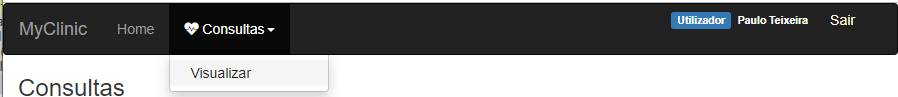 MyClinic Home Consultas Utilizador Paulo Teixeira Sair
Visualizar
Consultas